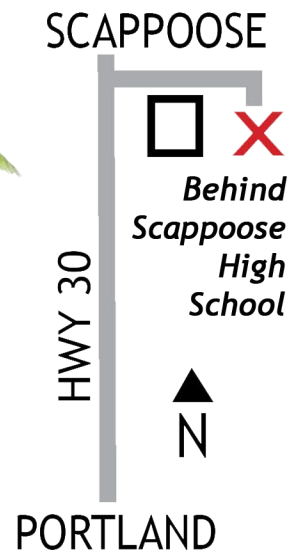 SCAPPOOSE
X
Behind
Scappoose
High
School
HWY 30
N
PORTLAND